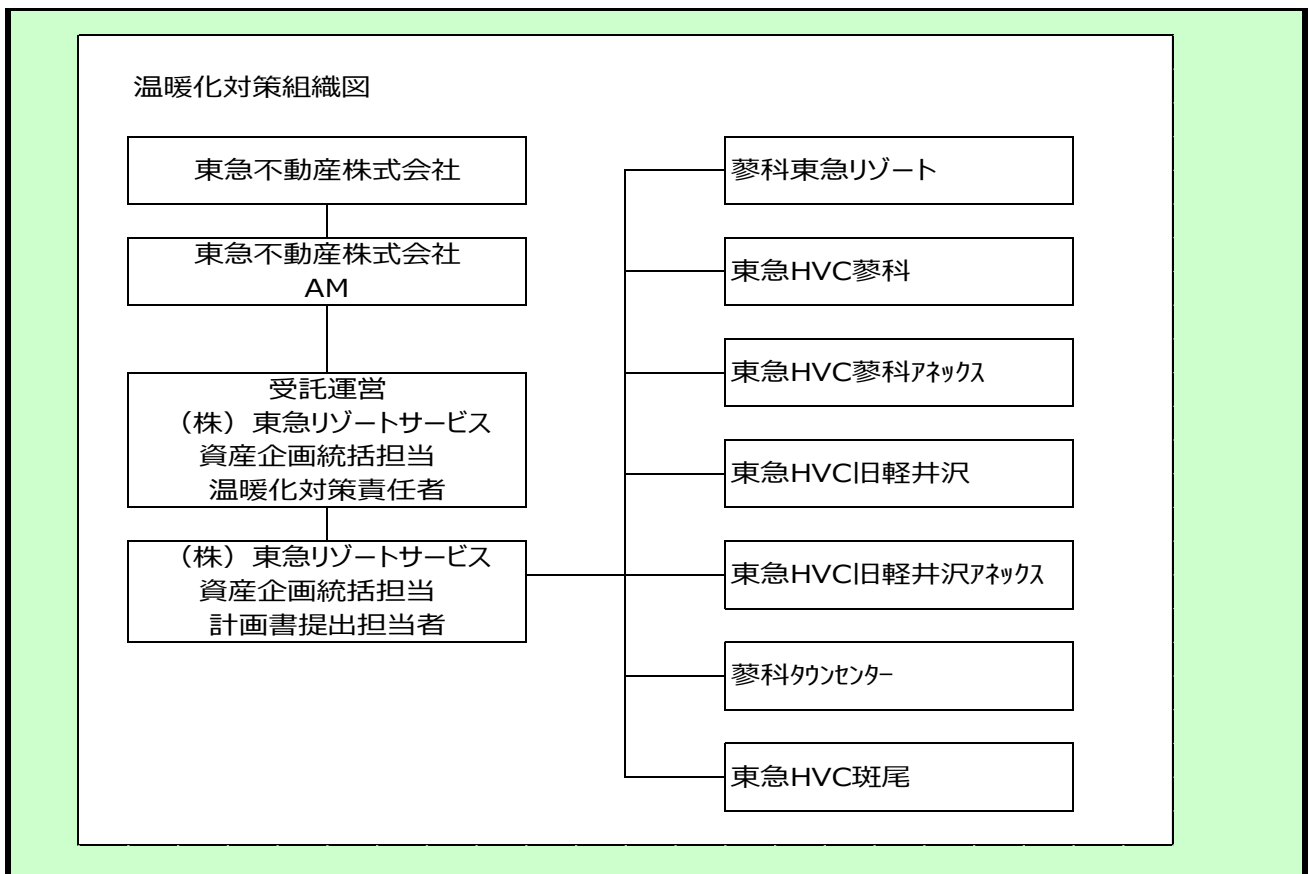 温暖化対策組織図
東急不動産株式会社
東急不動産株式会社
AM
受託運営
（株）東急リゾートサービス
資産企画統括担当
温暖化対策責任者
（株）東急リゾートサービス
資産企画統括担当
計画書提出担当者
蓼科東急リゾート
東急HVC蓼科
東急HVC蓼科ｱﾈｯｸｽ
東急HVC旧軽井沢
東急HVC旧軽井沢ｱﾈｯｸｽ
蓼科ﾀｳﾝｾﾝﾀｰ
東急HVC斑尾